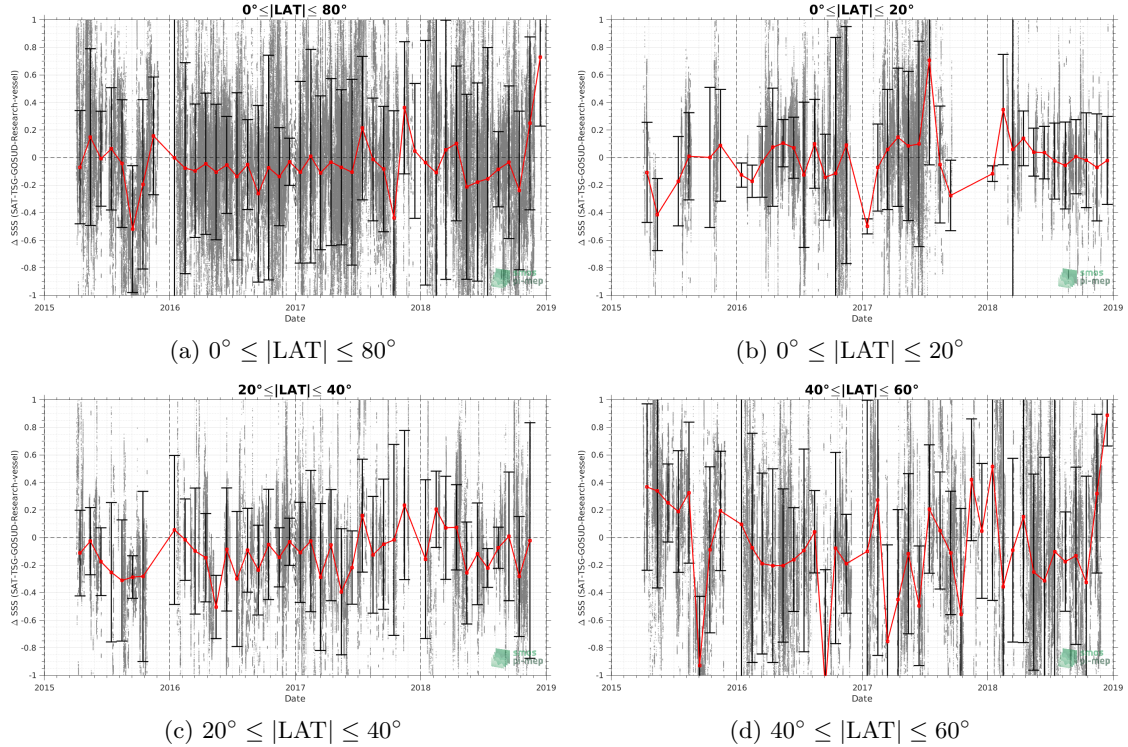 0°≤|LAT|≤ 80°
Δ SSS (SAT-TSG-GOSUD-Research-vessel)
1
0.8
0.6
0.4
0.2
0
-0.2
-0.4
-0.6
-0.8
-1
smos
pi-mep
2015 2016 2017 2018 2019
Date
(a) 0° ≤ |LAT| ≤ 80°
0°≤|LAT|≤ 20°
Δ SSS (SAT-TSG-GOSUD-Research-vessel)
1
0.8
0.6
0.4
0.2
0
-0.2
-0.4
-0.6
-0.8
-1
smos
pi-mep
2015 2016 2017 2018 2019
Date
(b) 0° ≤ |LAT| ≤ 20°
20°≤|LAT|≤ 40°
Δ SSS (SAT-TSG-GOSUD-Research-vessel)
1
0.8
0.6
0.4
0.2
0
-0.2
-0.4
-0.6
-0.8
-1
smos
pi-mep
2015 2016 2017 2018 2019
Date
(c) 20° ≤ |LAT| ≤ 40°
40°≤|LAT|≤ 60°
Δ SSS (SAT-TSG-GOSUD-Research-vessel)
1
0.8
0.6
0.4
0.2
0
-0.2
-0.4
-0.6
-0.8
-1
smos
pi-mep
2015 2016 2017 2018 2019
Date
(d) 40° ≤ |LAT| ≤ 60°